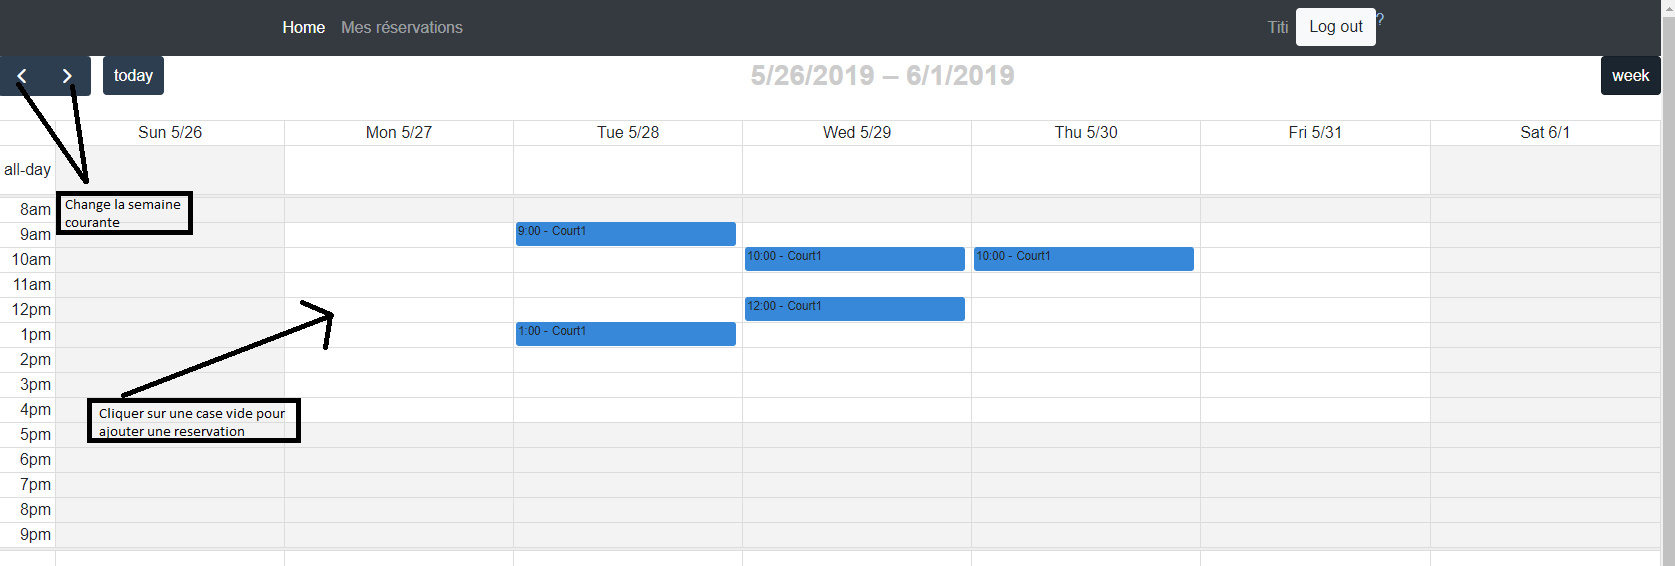 Home Mes réservations Titi Log out ?
today 5/26/2019 – 6/1/2019 week
Sun 5/26 Mon 5/27 Tue 5/28 Wed 5/29 Thu 5/30 Fri 5/31 Sat 6/1
all-day
Change la semaine
courante
8am
9am 9:00 - Court1
10am 10:00 - Court1 10:00 - Court1
11am
12pm 12:00 - Court1
1pm 1:00 - Court1
2pm
3pm
4pm
Cliquer sur une case vide pour
ajouter une reservation
5pm
6pm
7pm
8pm
9pm